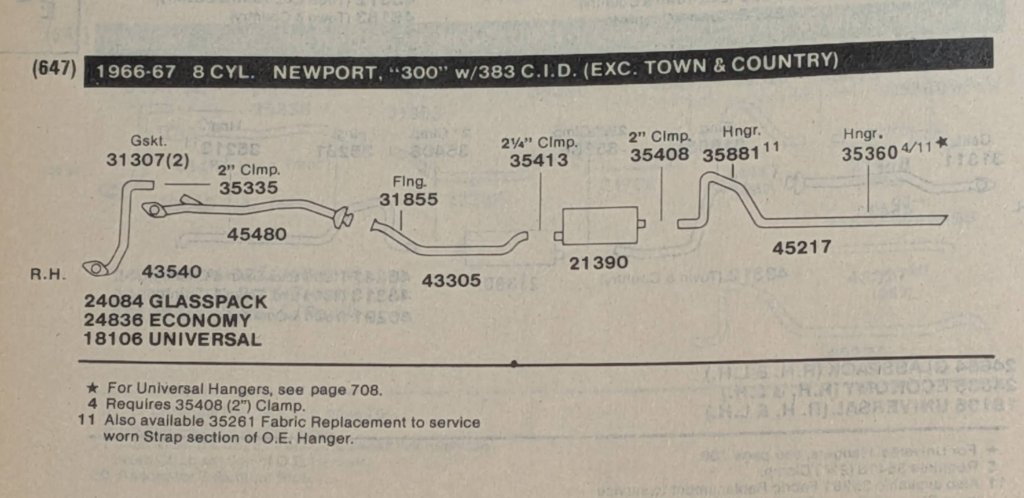 (647) 1966-67 8 CYL. NEWPORT, "300" w/383 C.I.D. (EXC. TOWN & COUNTRY)
Gskt.
31307(2)
2" Clmp.
35335
Flng.
31855
2¼" Clmp.
35413
2" Clmp.
35408
Hngr.
35881 11
Hngr.
35360 4/11 ★
45480
43305
21390
45217
R.H.
43540
24084 GLASSPACK
24836 ECONOMY
18106 UNIVERSAL
★ For Universal Hangers, see page 708.
4 Requires 35408 (2") Clamp.
11 Also available 35261 Fabric Replacement to service
worn Strap section of O.E. Hanger.